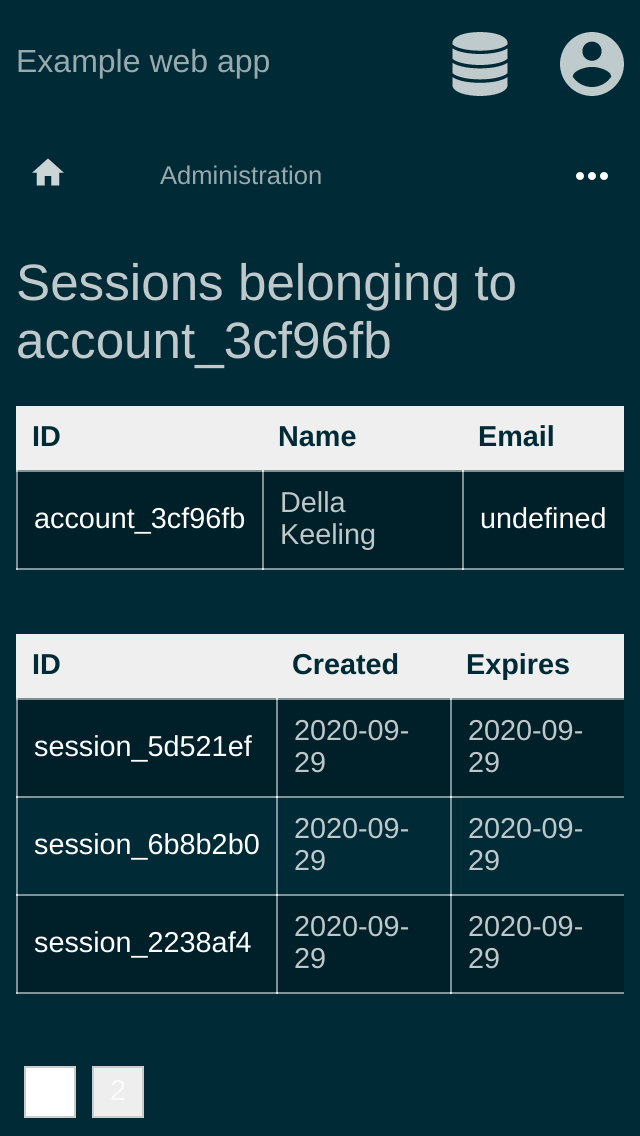 Example web app
Administration
Sessions belonging to
account_3cf96fb
ID Name Email
account_3cf96fb Della Keeling undefined
ID Created Expires
session_5d521ef 2020-09-29 2020-09-29
session_6b8b2b0 2020-09-29 2020-09-29
session_2238af4 2020-09-29 2020-09-29
2